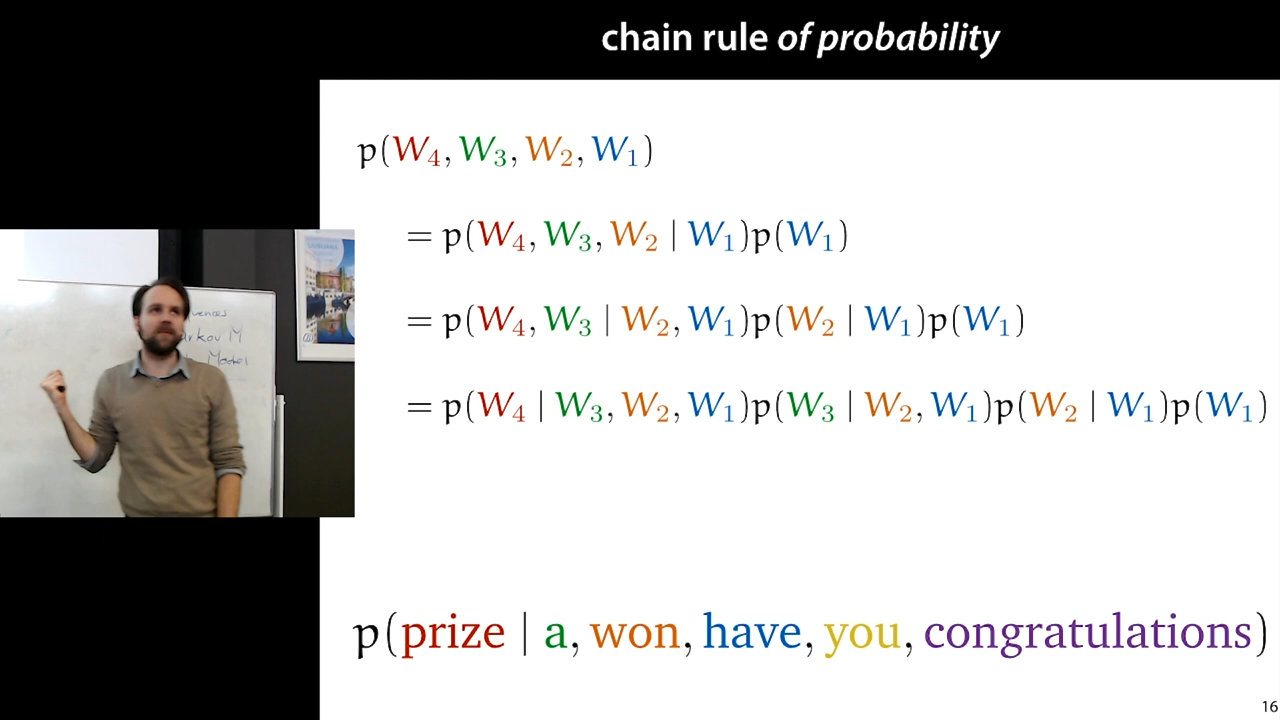 chain rule of probability
p(W₄, W₃, W₂, W₁)
= p(W₄, W₃, W₂ | W₁)p(W₁)
= p(W₄, W₃ | W₂, W₁)p(W₂ | W₁)p(W₁)
= p(W₄ | W₃, W₂, W₁)p(W₃ | W₂, W₁)p(W₂ | W₁)p(W₁)
p(prize | a, won, have, you, congratulations)
16